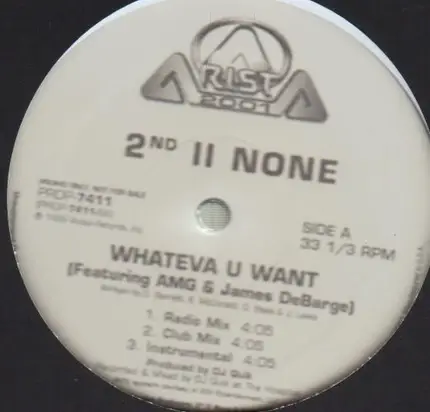 ARISTA
2001
2ND II NONE
PROMO ONLY, NOT FOR SALE
PRDP-7411
SIDE A
33 1/3 RPM
WHATEVA U WANT
(Featuring AMG & James DeBarge)
1. Radio Mix 4:05
2. Club Mix 4:05
3. Instrumental 4:05
Produced by DJ Quik